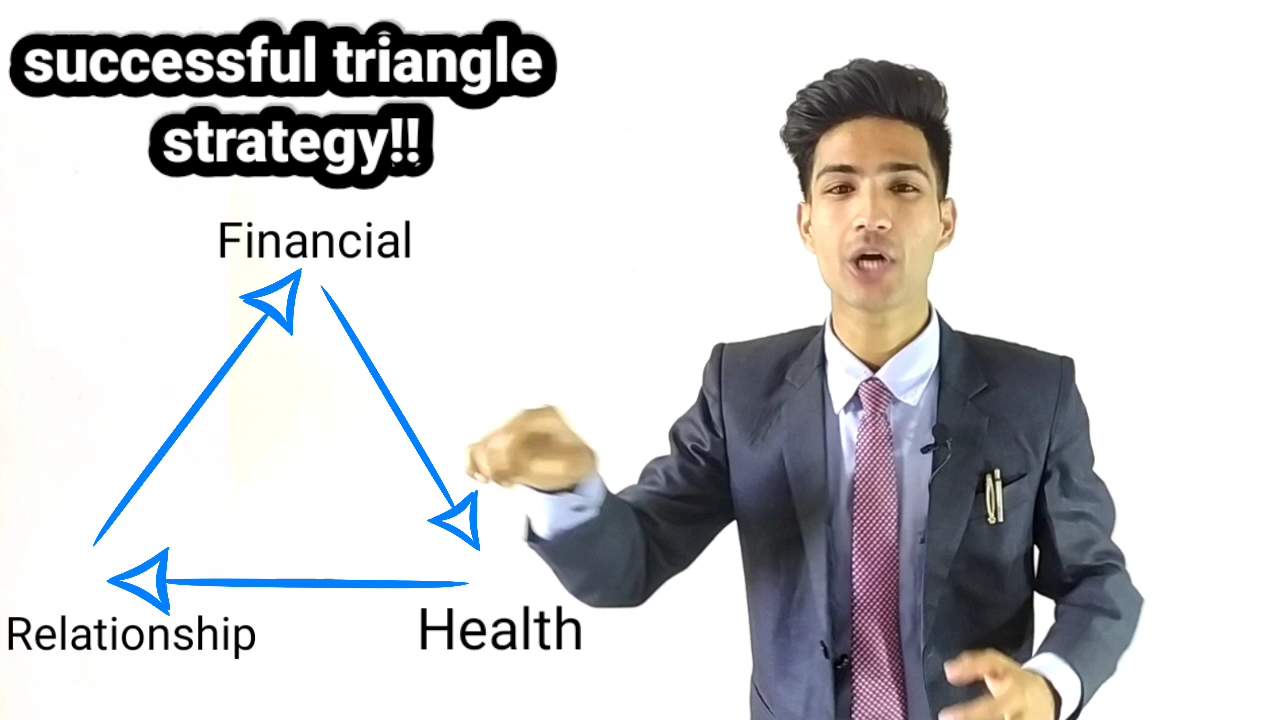 successful triangle
strategy!!
Financial
Relationship
Health